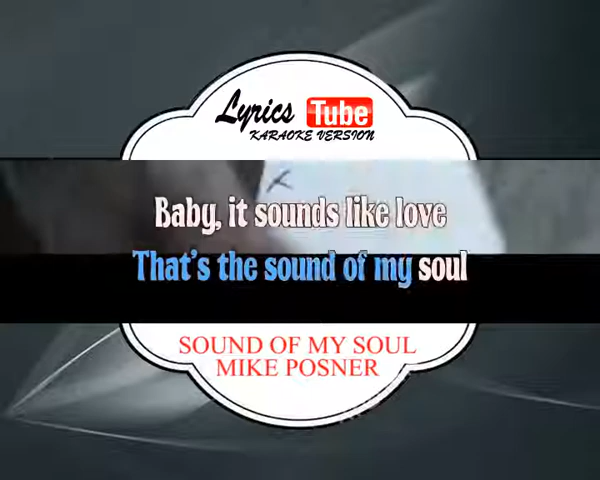 Lyrics Tube
KARAOKE VERSION
Baby, it sounds like love
That's the sound of my soul
SOUND OF MY SOUL
MIKE POSNER